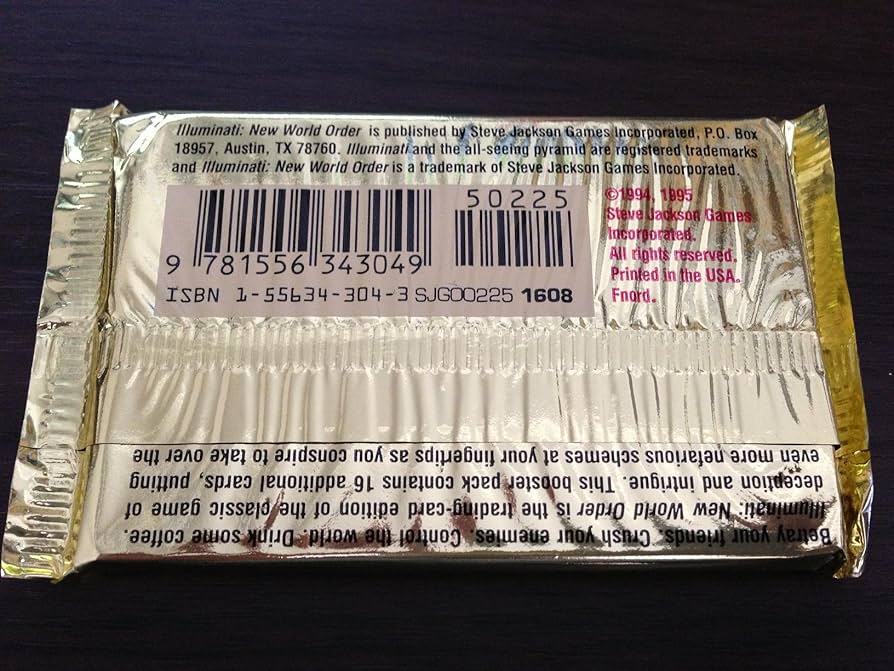 Illuminati: New World Order is published by Steve Jackson Games Incorporated, P.O. Box
18957, Austin, TX 78760. Illuminati and the all-seeing pyramid are registered trademarks
and Illuminati: New World Order is a trademark of Steve Jackson Games Incorporated.
50225
9 781556 343049
ISBN 1-55634-304-3 SJG00225 1608
©1994, 1995
Steve Jackson Games
Incorporated.
All rights reserved.
Printed in the USA.
Fnord.
Betray your friends. Crush your enemies. Control the world. Drink some coffee.
Illuminati: New World Order is the trading-card edition of the classic game of
deception and intrigue. This booster pack contains 16 additional cards, putting
even more nefarious schemes at your fingertips as you conspire to take over the